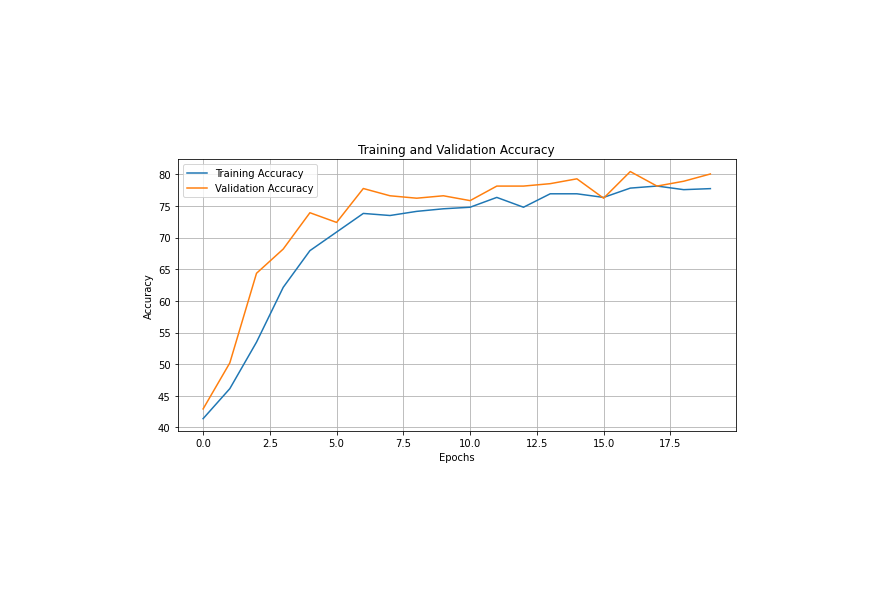 Training and Validation Accuracy
Training Accuracy
Validation Accuracy
80
75
70
65
60
55
50
45
40
Accuracy
0.0 2.5 5.0 7.5 10.0 12.5 15.0 17.5
Epochs